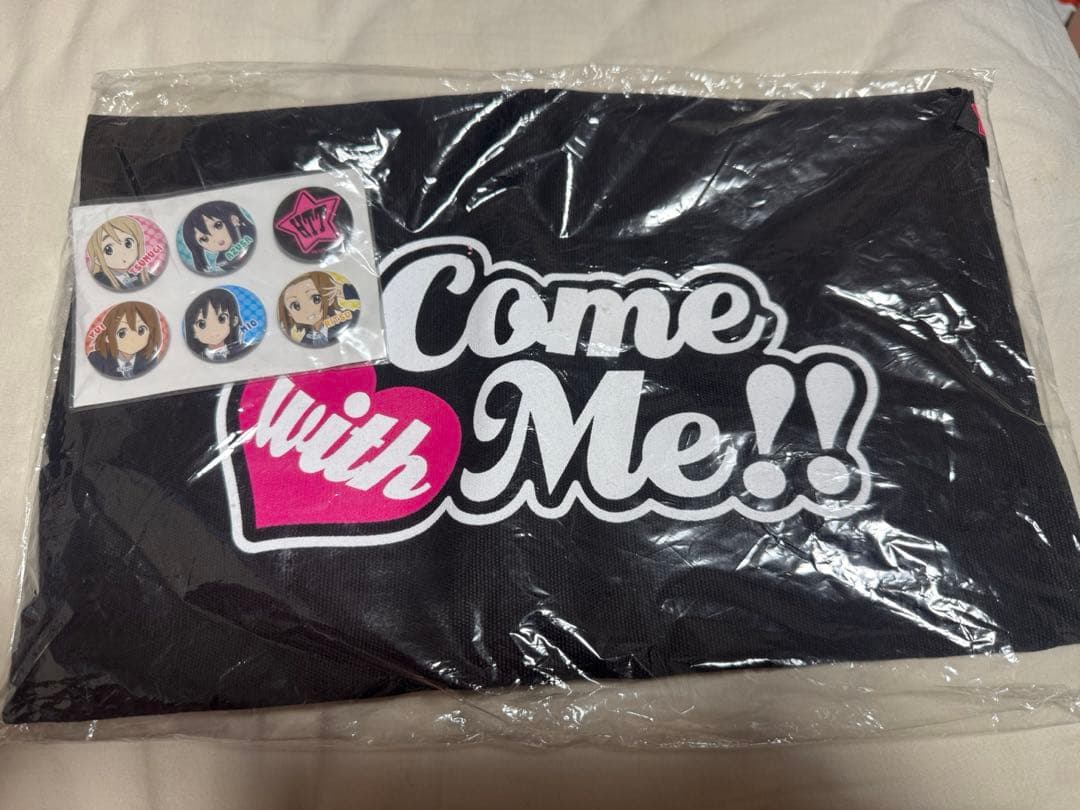 TSUMUGI
AZUSA
HTT
YUI
MIO
RITSU
Come
with Me!!